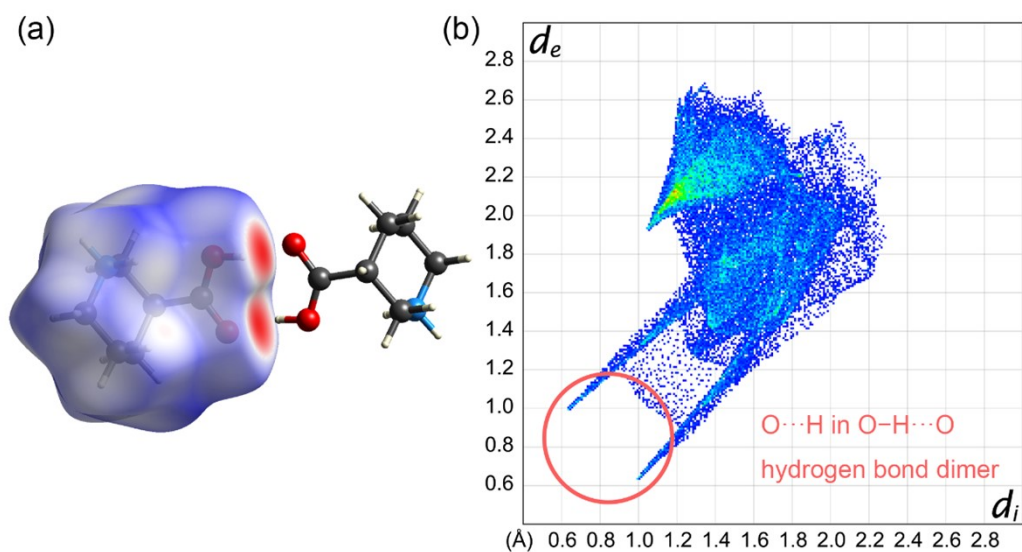 (a)
(b)
de
2.8
2.6
2.4
2.2
2.0
1.8
1.6
1.4
1.2
1.0
0.8
0.6
O···H in O−H···O
hydrogen bond dimer
di
(Å) 0.6 0.8 1.0 1.2 1.4 1.6 1.8 2.0 2.2 2.4 2.6 2.8